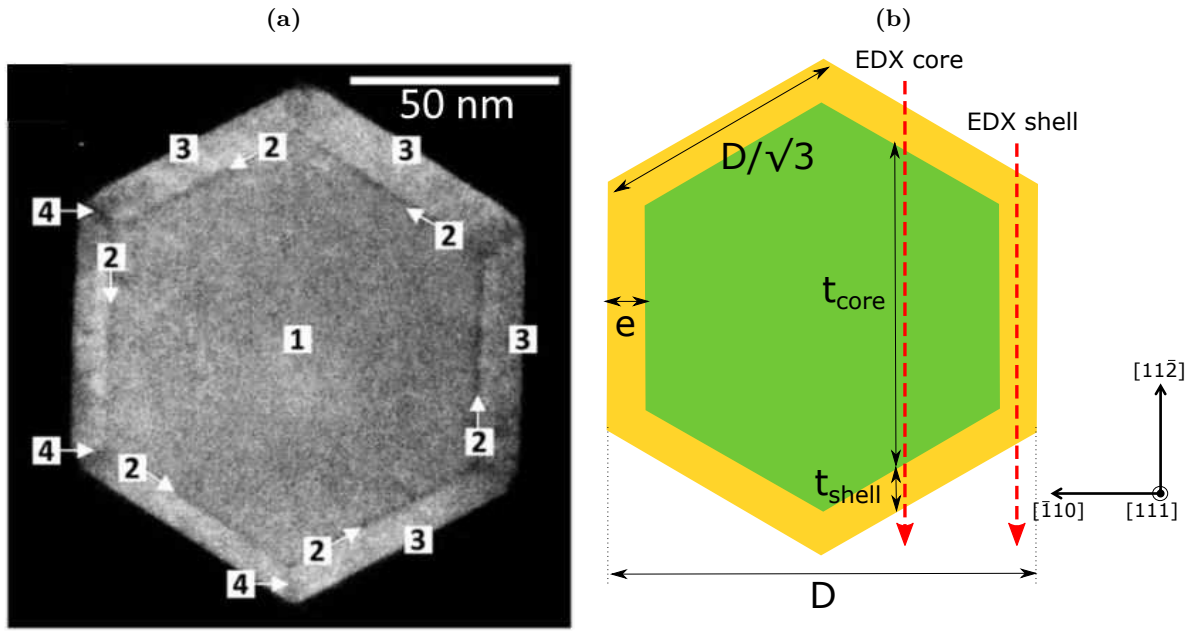 (a)
50 nm
3
2
3
4
2
2
1
3
2
4
2
2
3
4
(b)
EDX core
EDX shell
D/√3
t_core
e
t_shell
D
[112̄]
[1̄10]
[111]